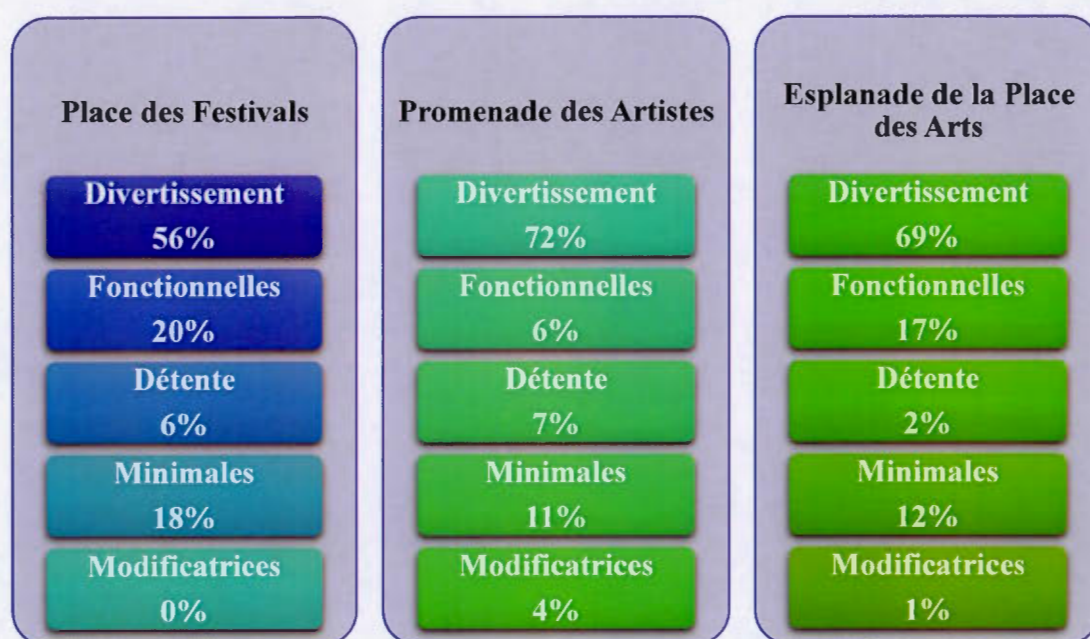 Place des Festivals
Divertissement
56%
Fonctionnelles
20%
Détente
6%
Minimales
18%
Modificatrices
0%
Promenade des Artistes
Divertissement
72%
Fonctionnelles
6%
Détente
7%
Minimales
11%
Modificatrices
4%
Esplanade de la Place
des Arts
Divertissement
69%
Fonctionnelles
17%
Détente
2%
Minimales
12%
Modificatrices
1%